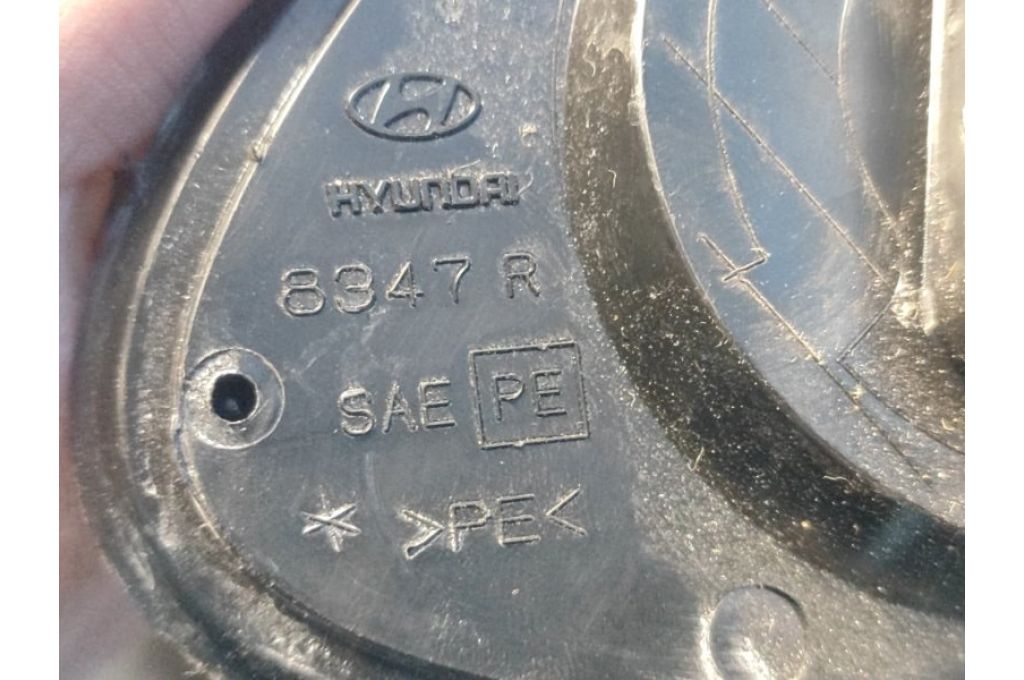 HYUNDAI
8347 R
SAE PE
* >PE<